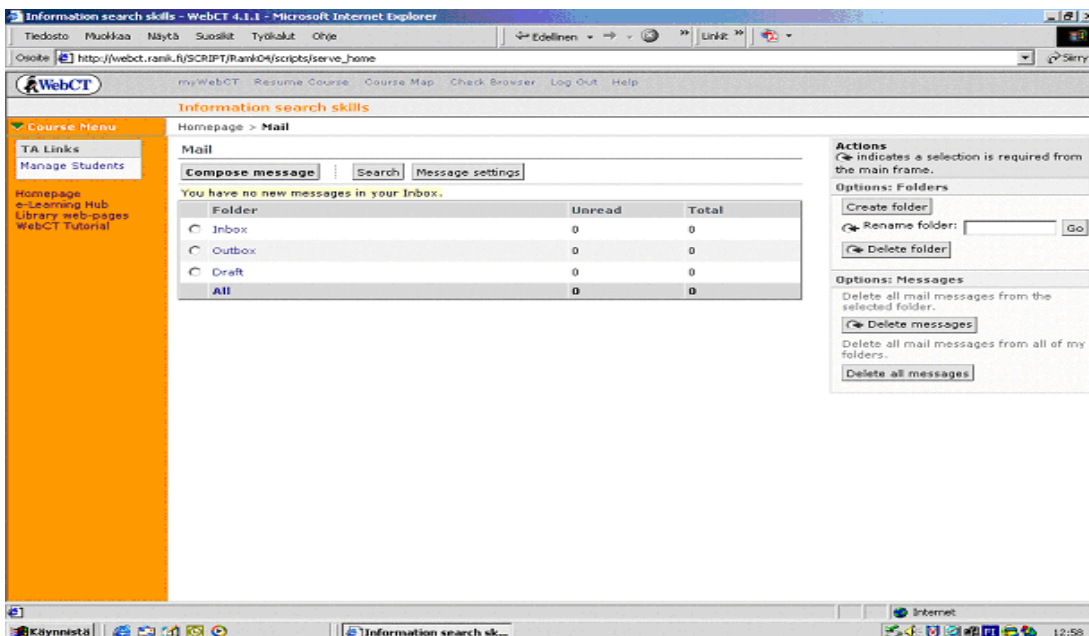 Information search skills - WebCT 4.1.1 - Microsoft Internet Explorer
Tiedosto Muokkaa Näytä Suosikit Työkalut Ohje Edellinen Linkit
Osoite http://webct.ramk.fi/SCRIPT/Ramk04/scripts/serve_home Siirry
WebCT myWebCT Resume Course Course Map Check Browser Log Out Help
Information search skills
Course Menu Homepage > Mail
TA Links
Manage Students
Homepage
e-Learning Hub
Library web-pages
WebCT Tutorial
Mail
Compose message Search Message settings
You have no new messages in your Inbox.
Folder Unread Total
Inbox 0 0
Outbox 0 0
Draft 0 0
All 0 0
Actions
indicates a selection is required from
the main frame.
Options: Folders
Create folder
Rename folder: Go
Delete folder
Options: Messages
Delete all mail messages from the
selected folder.
Delete messages
Delete all mail messages from all of my
folders.
Delete all messages
Internet
Käynnistä Information search sk... FI 12:58